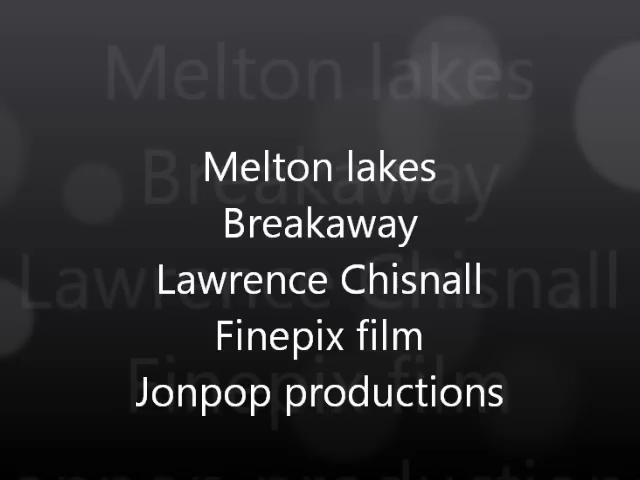 Melton lakes
Breakaway
Lawrence Chisnall
Finepix film
Jonpop productions